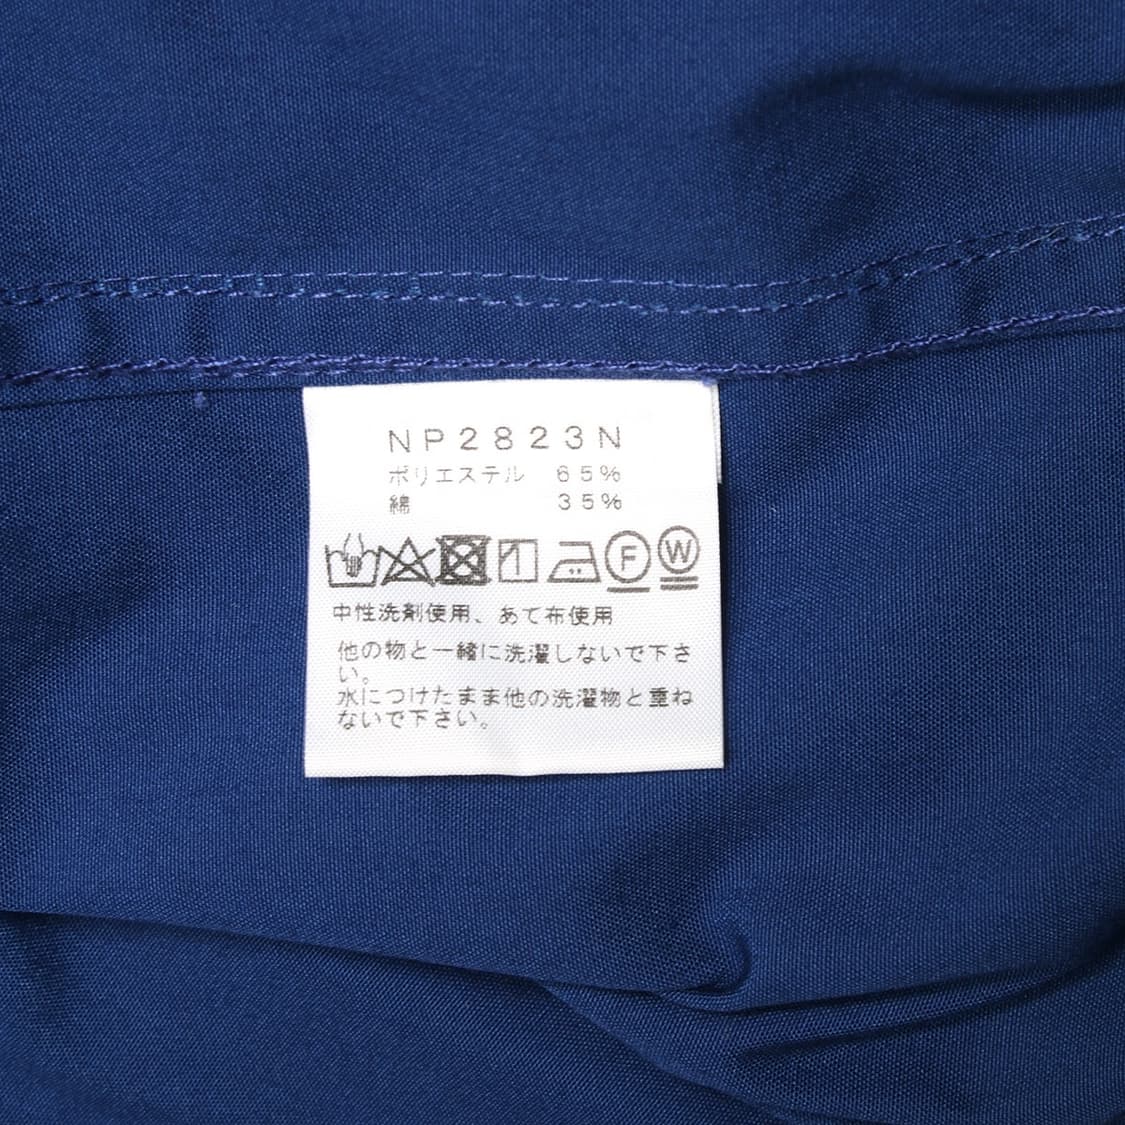 NP2823N
ポリエステル 65%
綿 35%
F W
中性洗剤使用、あて布使用
他の物と一緒に洗濯しないで下さ
い。
水につけたまま他の洗濯物と重ね
ないで下さい。